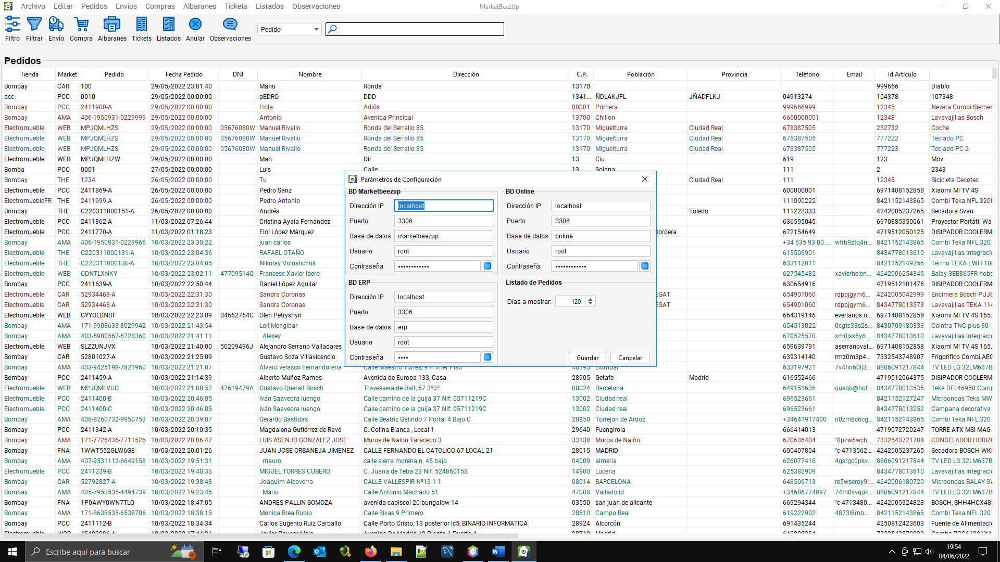 Archivo Editar Pedidos Envíos Compras Albaranes Tickets Listados Observaciones MarketBeezUp
Filtro Filtrar Envío Compra Albaranes Tickets Listados Anular Observaciones Pedido
Pedidos
Tienda Market Pedido Fecha Pedido DNI Nombre Dirección C.P. Población Provincia Teléfono Email Id Artículo
Bombay CAR 100 29/05/2022 23:01:40 Manu Ronda 13170 999666 Diablo
pcc PCC 0010 29/05/2022 00:00:00 pEDRO DDD 1341... ÑDLAKJFL JÑADFLKJ 04913274 104378 107348
Bombay PCC 2411900-A 29/05/2022 00:00:00 Hola Adiós 00001 Primera 999666999 12345 Nevera Combi Siemer
Bombay AMA 406-1950931-0229999 29/05/2022 00:00:00 Antonio Avenida Principal 13700 Chillon 6660000001 12348 Lavavajillas Bosch
Electromueble WEB MPJQMLHZS 29/05/2022 00:00:00 05676080W Manuel Rivallo Ronda del Serrallo 85 13170 Miguelturra Ciudad Real 678387505 252732 Coche
Electromueble WEB MPJQMLHZS 29/05/2022 00:00:00 05676080W Manuel Rivallo Ronda del Serrallo 85 13170 Miguelturra Ciudad Real 678387505 777222 Teclado PC
Electromueble WEB MPJQMLHZS 29/05/2022 00:00:00 05676080W Manuel Rivallo Ronda del Serrallo 85 13170 Miguelturra Ciudad Real 678387505 777223 Teclado PC 2
Electromueble WEB MPJQMLHZW 29/05/2022 00:00:00 Man Dir 13 Ciu 619 123 Mov
Bomba PCC 0001 27/05/2022 00:00:00 Luis Calle 13 Solana 111 2 2343
Bombay THE 1234 26/05/2022 00:00:00 Tu Ciudad Real 111 12345 Bicicleta Cecotec
Electromueble PCC 2411869-A 26/05/2022 00:00:00 Pedro Sanz 600000001 6971408152858 Xiaomi Mi TV 4S
ElectromuebleFR THE 2411999-A 26/05/2022 00:00:00 Pedro Antonio 111000222 8421152143865 Combi Teka NFL 320(
Bombay THE C220311000151-A 26/05/2022 00:00:00 Andrés Toledo 111222333 4242005237265 Secadora Svan
Electromueble PCC 2411862-A 11/03/2022 07:26:44 Cristina Ayala Fernández 636595045 6970885350061 Proyector Portátil Wa
Electromueble PCC 2411770-A 11/03/2022 01:18:23 Eloi López Márquez tordera 672154649 4719512050125 DISIPADOR COOLERM
Bombay AMA 406-1950931-0229966 10/03/2022 23:30:22 juan carlos +34 635 93 00 ... wfrb9ztq4n... 8421152143865 Combi Teka NFL 320
Bombay THE C220311000131-A 10/03/2022 23:04:36 RAFAEL OTAÑO 615506901 8434778013610 Lavavajillas Integracio
Bombay THE C220311000130-A 10/03/2022 23:04:05 Nikolay Voloshchuk 633112011 8421152149256 Termo TEKA EWH 100
Electromueble WEB QDNTLXNKY 10/03/2022 23:02:11 47709514Q Francesc Xavier Ibero 627545482 xavierhelen... 4242006254346 Balay 3EB865FR hobs
Bombay PCC 2411639-A 10/03/2022 22:50:44 Daniel López Aguilar 630654916 4719512101476 DISIPADOR COOLERM
Bombay CAR 52934468-A 10/03/2022 22:31:30 Sandra Coronas EGAT 654901060 rdppjgym6... 4242005042999 Encimera Bosch PUJ6
Bombay CAR 52934468-A 10/03/2022 22:31:30 Sandra Coronas EGAT 654901060 rdppjgym6... 8434778013573 Lavavajillas TEKA 114
Electromueble WEB GYYOLDNDI 10/03/2022 22:23:09 04662764C Oleh Petryshyn 664319146 everlands.o... 6971408152858 Xiaomi Mi TV 4S 165.
Bombay AMA 171-9908633-8029942 10/03/2022 21:43:54 Loli Mengibar 654513022 0cgtc33s2s... 8430709180338 Cointra TNC plus-80 -
Bombay AMA 403-5980567-6728360 10/03/2022 21:41:11 Alexey 670525570 xm0jsx5y6... 8434778013610 Lavavajillas Integracio
Electromueble WEB SLZZUNJVX 10/03/2022 21:40:00 50209496J Alejandro Serrano Valladares 659639791 aserranoval... 6971408152858 Xiaomi Mi TV 4S 165.
Bombay CAR 52801027-A 10/03/2022 21:25:09 Gustavo Soza Villavicencio 639314140 rmz0m3p4... 7332543748907 Frigorifico Combi AEG
Bombay AMA 403-9425198-7821960 10/03/2022 21:21:07 Alvaro velasco hernandorena Calle Maestro Torres, 9 Primer Piso 46195 Llombai 633197921 7v4hn60lj3... 8806091217844 TV LED LG 32LM637B
Bombay PCC 2411459-A 10/03/2022 21:14:39 Alberto Muñoz Ramos Avenida de Europa 133, Casa 28905 Getafe Madrid 616552466 4719512064375 DISIPADOR COOLERM
Electromueble WEB MPJQMLVUD 10/03/2022 21:08:52 47619479A Gustavo Queralt Bosch Travessera de Dalt, 67 3º3ª 08024 Barcelona 649151636 gusqb@hot... 8434778013535 Teka DFI 46950 Comp
Electromueble PCC 2411400-B 10/03/2022 20:46:05 Iván Saavedra luengo Calle camino de la guija 37 Nif: 05711219C 13002 Ciudad real 696523661 8421152127247 Microondas Teka MW
Electromueble PCC 2411400-C 10/03/2022 20:46:05 Iván Saavedra luengo Calle camino de la guija 37 Nif: 05711219C 13002 Ciudad real 696523661 8434778013252 Campana decorativa
Bombay AMA 406-8260732-9950753 10/03/2022 20:39:07 Gerardo Bastidas Calle Beatriz Galindo 7 Portal 4 Bajo C 28850 Torrejon de Ardoz +34641917400 n0zm8c6cg... 8421152143865 Combi Teka NFL 320
Bombay PCC 2411342-A 10/03/2022 20:10:35 Magdalena Gutiérrez de Ravé C. Colina Blanca , Local 1 29640 Fuengirola 666414013 4719072720247 TORRE ATX MSI MAG
Bombay AMA 171-7726436-7711526 10/03/2022 20:06:47 LUIS ASENJO GONZALEZ JOSE Muros de Nalon Taracedo 3 33138 Muros de Nalón 670636404 "0pzw6wch... 7332543721788 CONGELADOR HORIZO
Bombay FNA 1WWT552GLW6G8 10/03/2022 20:01:26 JUAN JOSE ORBANEJA JIMENEZ CALLE FERNANDO EL CATOLICO 67 LOCAL 21 28015 MADRID 600407804 "c-4713562... 4242005237265 Secadora BOSCH WKI
Bombay AMA 407-9531112-6649158 10/03/2022 19:51:31 mauro calle sierra morena n. 45 bajo 04009 almeria 626077416 4gsrgc0pkv... 8806091217844 TV LED LG 32LM637B
Electromueble PCC 2411239-B 10/03/2022 19:40:33 MIGUEL TORRES CUBERO C. Juana de Teba 23 Nif: 52486015S 14900 Lucena 625382909 8434778013610 Lavavajillas Integracio
Bombay CAR 52792827-A 10/03/2022 19:38:48 Joaquim Alcoverro CALLE VALLESPIR Nº13 1 1 08014 BARCELONA 648506713 re5wseroy9i... 4242006180720 Microondas BALAY 3W
Bombay AMA 405-7953535-4494739 10/03/2022 19:23:45 Mario Calle Antonio Machado 51 47008 Valladolid +34686774097 74m0vvqpk... 8806091217844 TV LED LG 32LM637B
Bombay FNA 1P0AWY0WN7TLQ 10/03/2022 18:47:05 ANDRES PALLIN SOMOZA avenida capiscol 20 bungalow 14 03550 san juan de alicante 669294344 "c-4713480... 4242005324828 BOSCH, SHH4HCX48I
Bombay AMA 171-8638535-6538706 10/03/2022 18:38:15 Monica Brea Rubio Calle Rivas 9 Primero 28510 Campo Real 619222902 4873l8mb... 8421152143865 Combi Teka NFL 320
Bombay PCC 2411112-B 10/03/2022 18:34:34 Carlos Eugenio Ruiz Carballo Calle Porto Cristo, 13 posterior lc5, BINARIO INFORMATICA 28924 Alcorcón 691435244 4250812423603 Fuente de Alimentacio
Parámetros de Configuración
BD Marketbeezup
Dirección IP localhost
Puerto 3306
Base de datos marketbeezup
Usuario root
Contraseña ••••••••••••
BD Online
Dirección IP localhost
Puerto 3306
Base de datos online
Usuario root
Contraseña ••••••••••••
BD ERP
Dirección IP localhost
Puerto 3306
Base de datos erp
Usuario root
Contraseña ••••
Listado de Pedidos
Días a mostrar: 120
Guardar Cancelar
Escribe aquí para buscar
19:54
04/06/2022